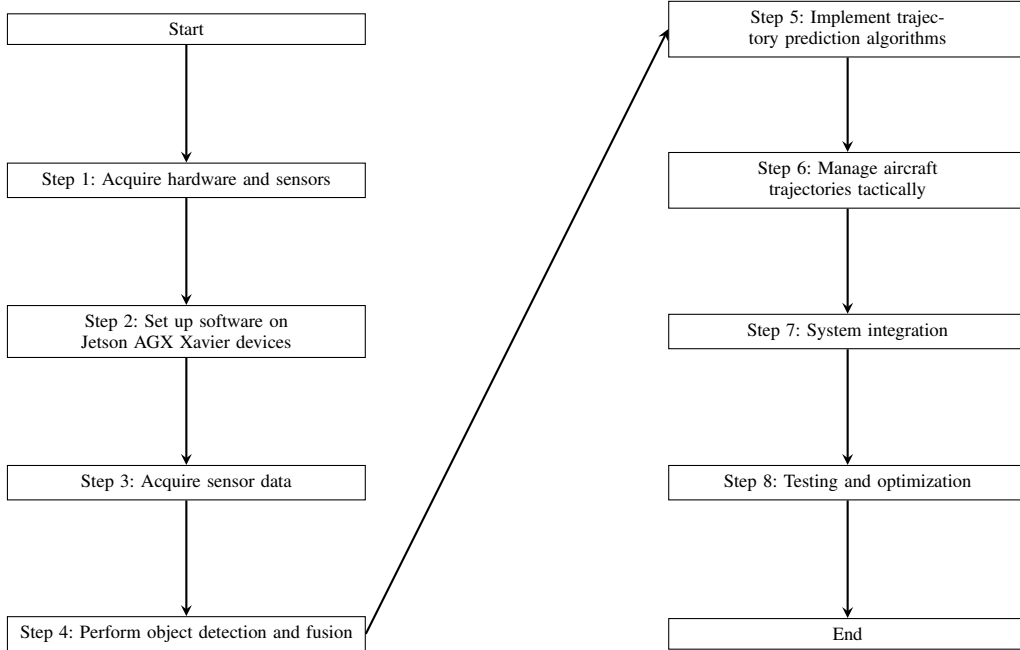 Start
Step 1: Acquire hardware and sensors
Step 2: Set up software on
Jetson AGX Xavier devices
Step 3: Acquire sensor data
Step 4: Perform object detection and fusion
Step 5: Implement trajec-
tory prediction algorithms
Step 6: Manage aircraft
trajectories tactically
Step 7: System integration
Step 8: Testing and optimization
End